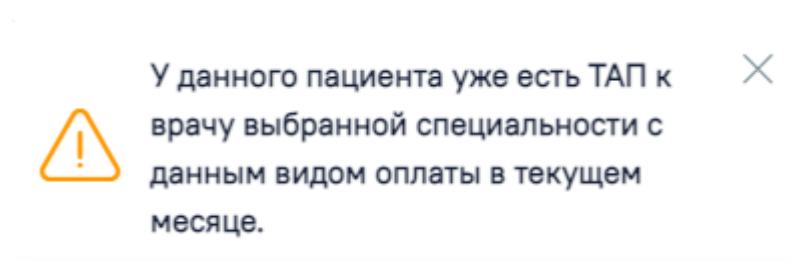 У данного пациента уже есть ТАП к
врачу выбранной специальности с
данным видом оплаты в текущем
месяце.